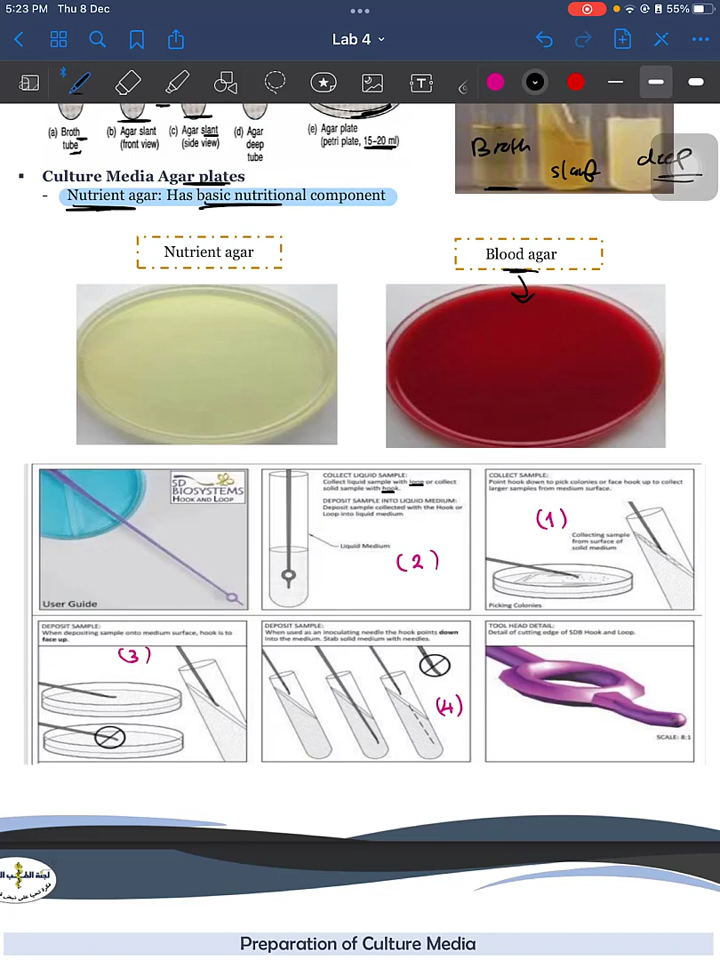 5:23 PM Thu 8 Dec
55%
Lab 4
(a) Broth tube
(b) Agar slant (front view)
(c) Agar slant (side view)
(d) Agar deep tube
(e) Agar plate (petri plate, 15-20 ml)
Broth
slant
deep
Culture Media Agar plates
- Nutrient agar: Has basic nutritional component
Nutrient agar
Blood agar
SD BIOSYSTEMS
HOOK AND LOOP
User Guide
COLLECT LIQUID SAMPLE:
Collect liquid sample with loop or collect
solid sample with hook.
DEPOSIT SAMPLE INTO LIQUID MEDIUM:
Deposit sample collected with the Hook or
Loop into liquid medium
Liquid Medium
(2)
COLLECT SAMPLE:
Point hook down to pick colonies or face hook up to collect
larger samples from medium surface.
(1)
Collecting sample
from surface of
solid medium
Picking Colonies
DEPOSIT SAMPLE:
When depositing sample onto medium surface, hook is to
face up.
(3)
DEPOSIT SAMPLE:
When used as an inoculating needle the hook points down
into the medium. Stab solid medium with needles.
(4)
TOOL HEAD DETAIL:
Detail of cutting edge of SDB Hook and Loop.
SCALE: 8:1
Preparation of Culture Media